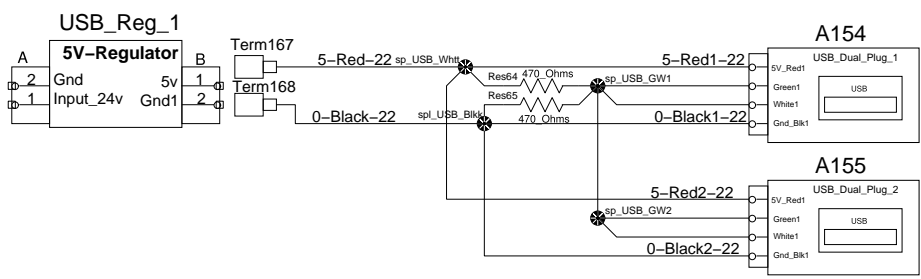 USB_Reg_1
A
5V-Regulator
B
2
Gnd
5v
1
1
Input_24v
Gnd1
2
Term167
5-Red-22
sp_USB_Whtt
Term168
0-Black-22
spl_USB_Blkk
Res64
470_Ohms
sp_USB_GW1
Res65
470_Ohms
5-Red1-22
0-Black1-22
A154
USB_Dual_Plug_1
5V_Red1
Green1
USB
White1
Gnd_Blk1
A155
USB_Dual_Plug_2
5-Red2-22
5V_Red1
sp_USB_GW2
Green1
USB
White1
0-Black2-22
Gnd_Blk1